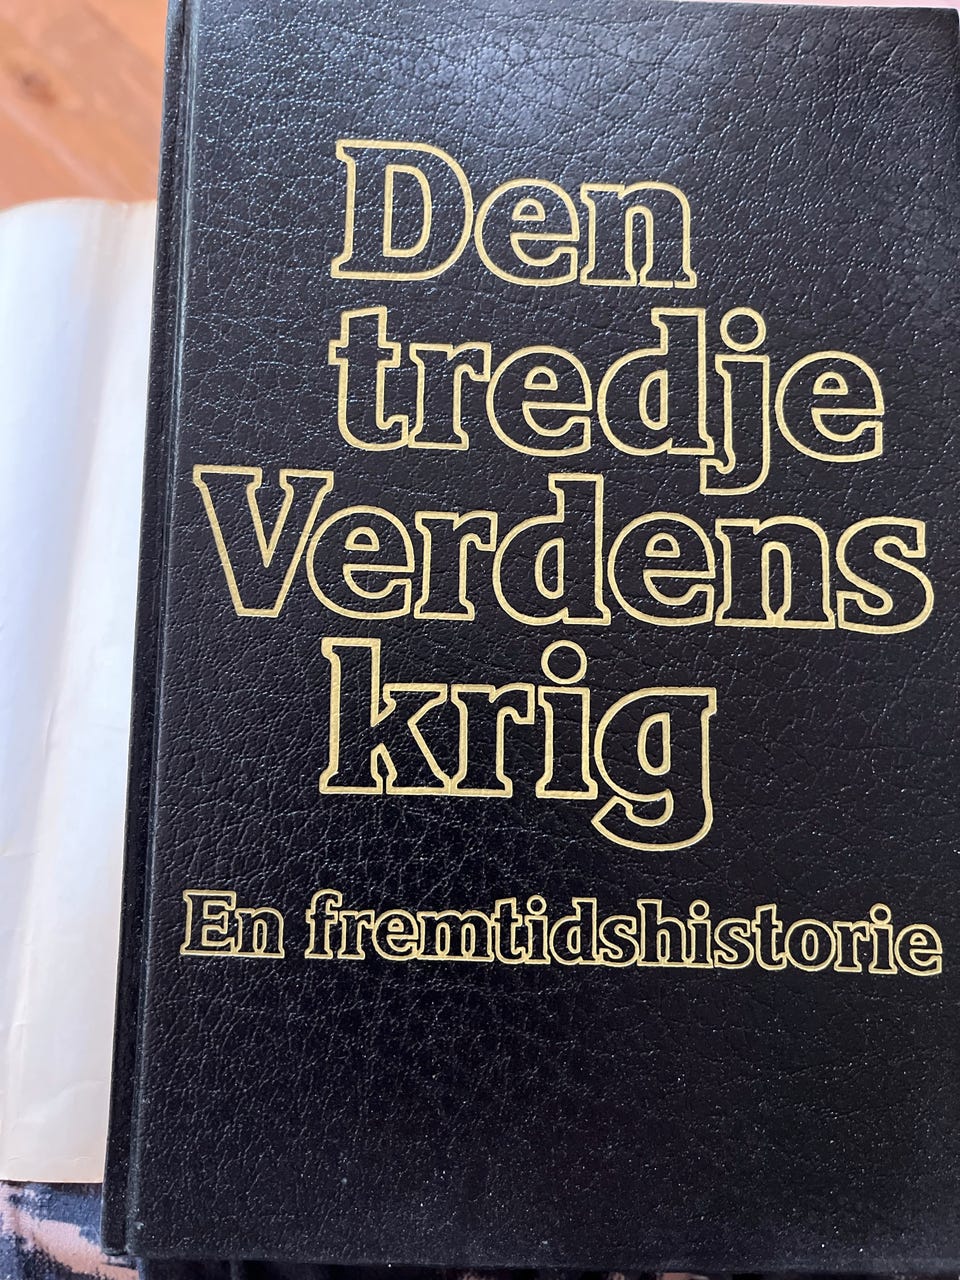 Den
tredje
Verdens
krig
En fremtidshistorie